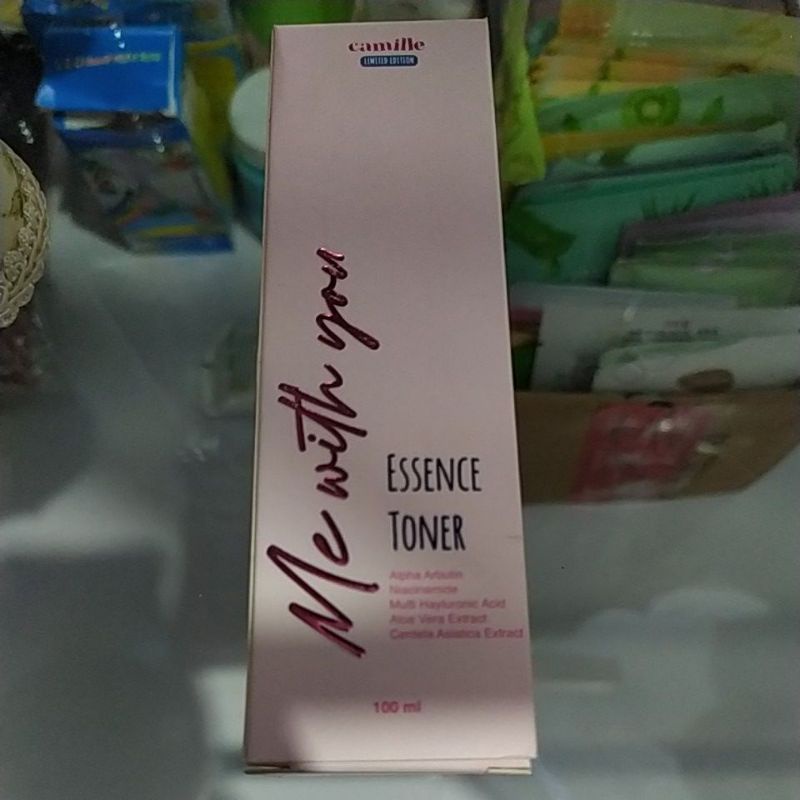 camille
LIMITED EDITION
Me with you
ESSENCE
TONER
Alpha Arbutin
Niacinamide
Multi Hayluronic Acid
Aloe Vera Extract
Centela Asiatica Extract
100 ml